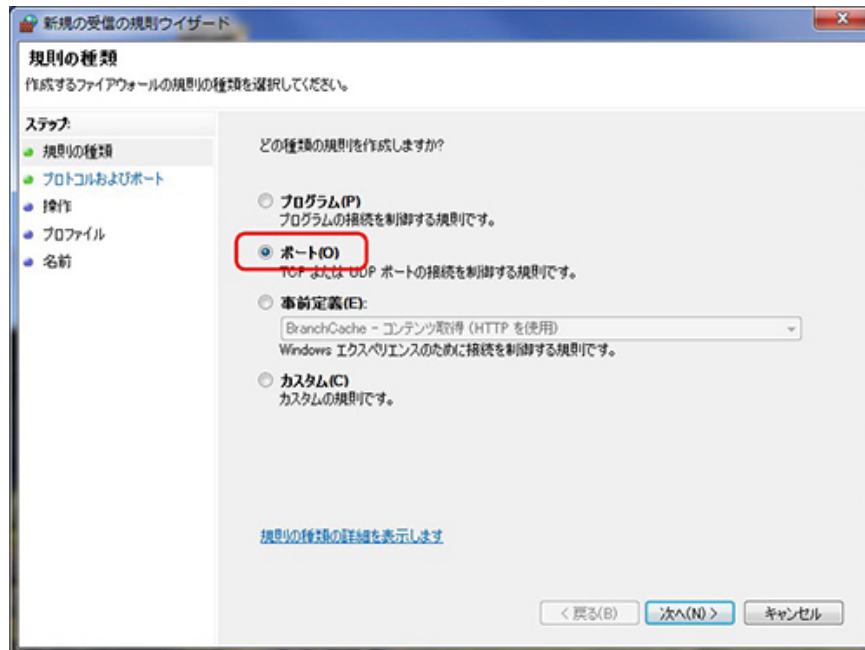 新規の受信の規則ウィザード
規則の種類
作成するファイアウォールの規則の種類を選択してください。
ステップ:
規則の種類
プロトコルおよびポート
操作
プロファイル
名前
どの種類の規則を作成しますか?
プログラム(P)
プログラムの接続を制御する規則です。
ポート(O)
TCP または UDP ポートの接続を制御する規則です。
事前定義(E):
BranchCache - コンテンツ取得 (HTTP を使用)
Windows エクスペリエンスのために接続を制御する規則です。
カスタム(C)
カスタムの規則です。
規則の種類の詳細を表示します
< 戻る(B)
次へ(N) >
キャンセル